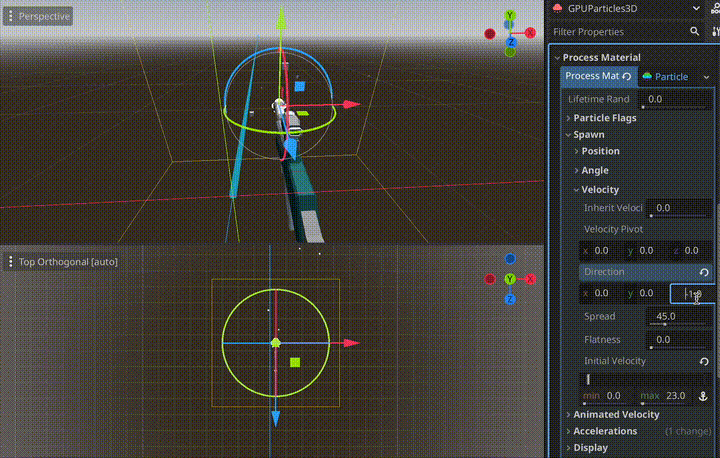 Perspective
Y
X
Z
Top Orthogonal [auto]
Y
X
Z
GPUParticles3D
Filter Properties
Process Material
Process Mat
Particle
Lifetime Rand
0.0
Particle Flags
Spawn
Position
Angle
Velocity
Inherit Veloci
0.0
Velocity Pivot
x 0.0 y 0.0 z 0.0
Direction
x 0.0 y 0.0
Spread
45.0
Flatness
0.0
Initial Velocity
min 0.0 max 23.0
Animated Velocity
Accelerations (1 change)
Display